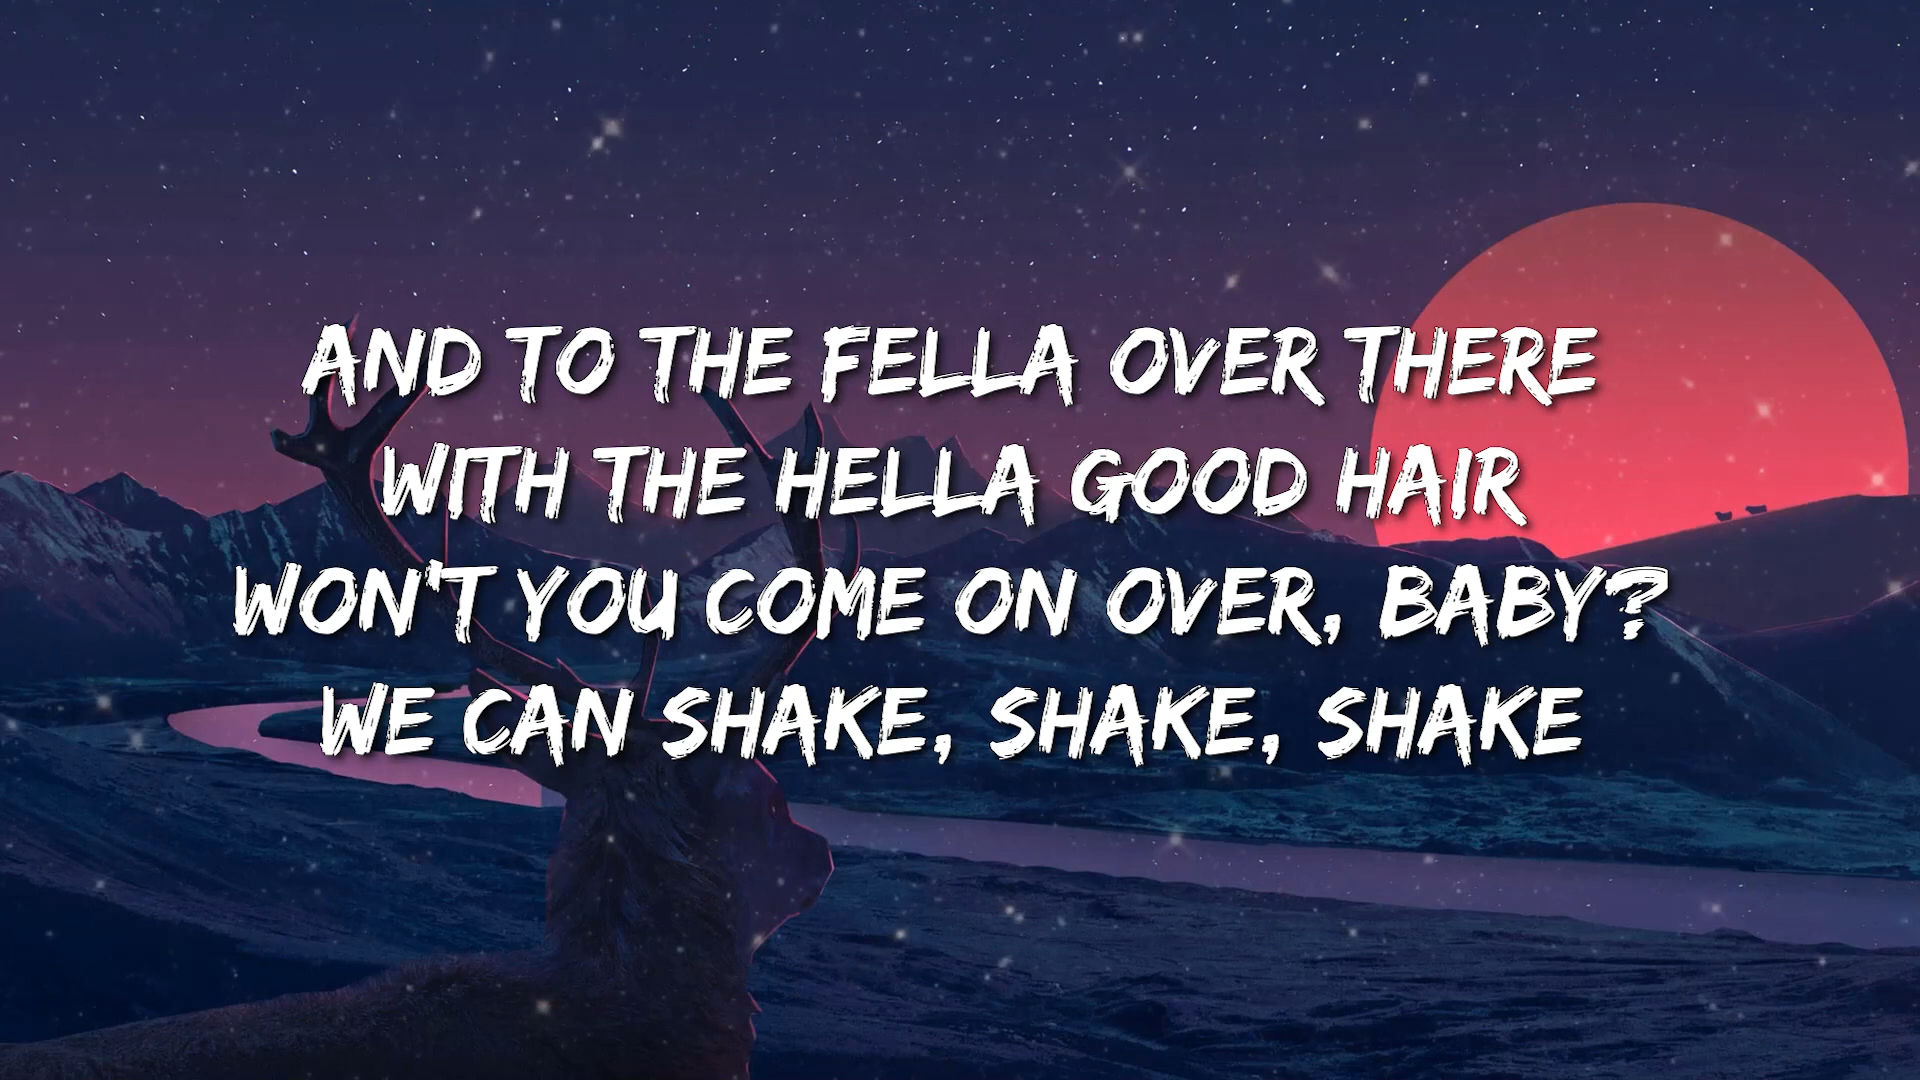 AND TO THE FELLA OVER THERE
WITH THE HELLA GOOD HAIR
WON'T YOU COME ON OVER, BABY?
WE CAN SHAKE, SHAKE, SHAKE